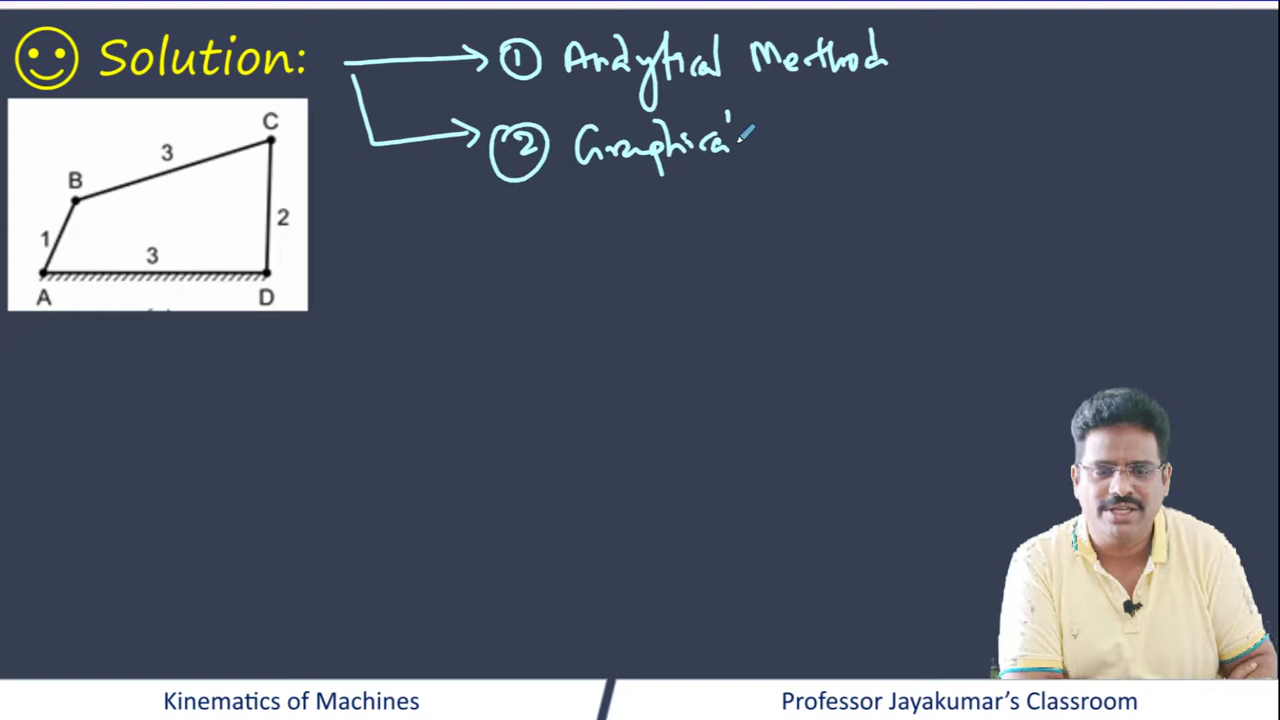 Solution:
① Analytical Method
② Graphical
C
3
B
2
1
3
A
D
Kinematics of Machines
Professor Jayakumar’s Classroom